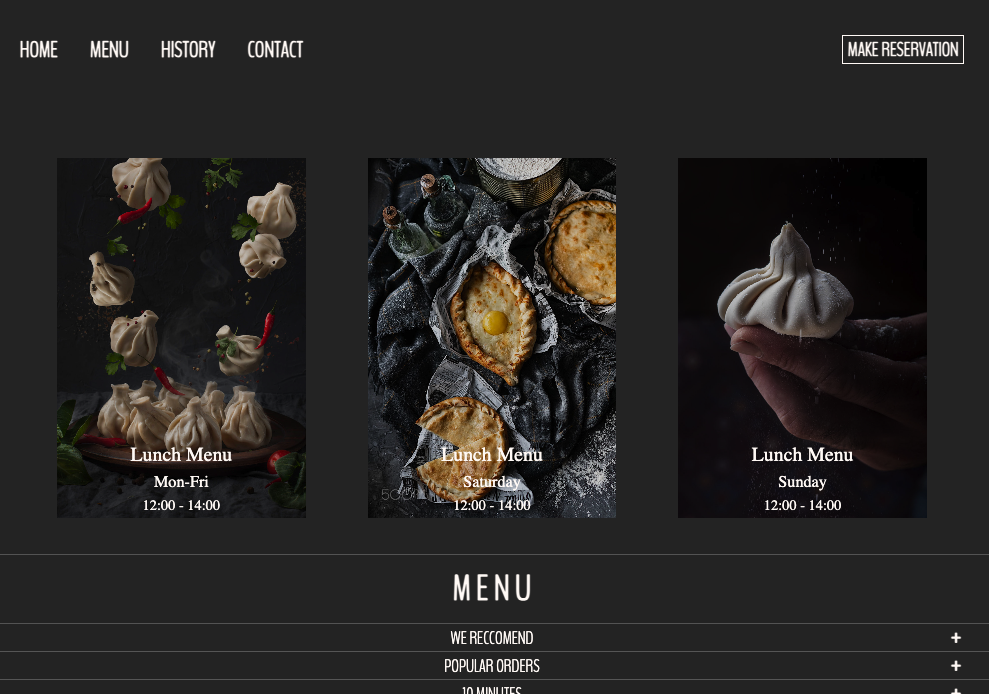 HOME MENU HISTORY CONTACT MAKE RESERVATION
Lunch Menu
Mon-Fri
12:00 - 14:00
Lunch Menu
Saturday
12:00 - 14:00
Lunch Menu
Sunday
12:00 - 14:00
MENU
WE RECCOMEND +
POPULAR ORDERS +
10 MINUTES +